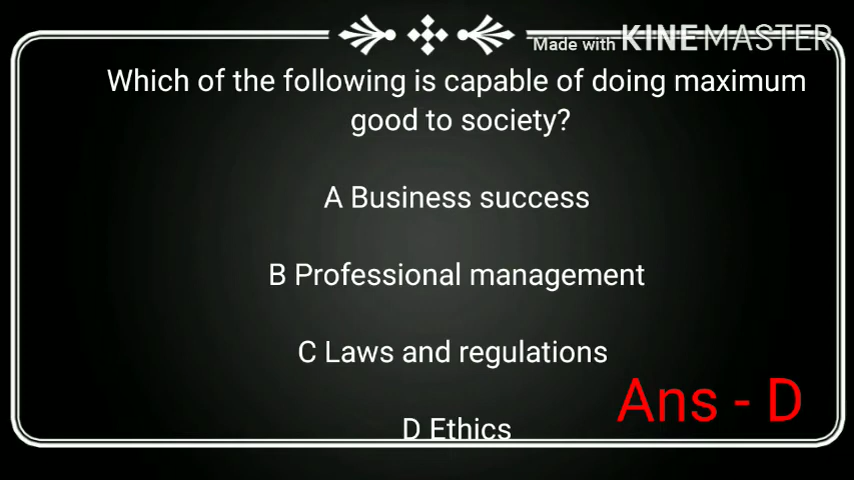 Made with KINEMASTER
Which of the following is capable of doing maximum
good to society?
A Business success
B Professional management
C Laws and regulations
D Ethics
Ans - D